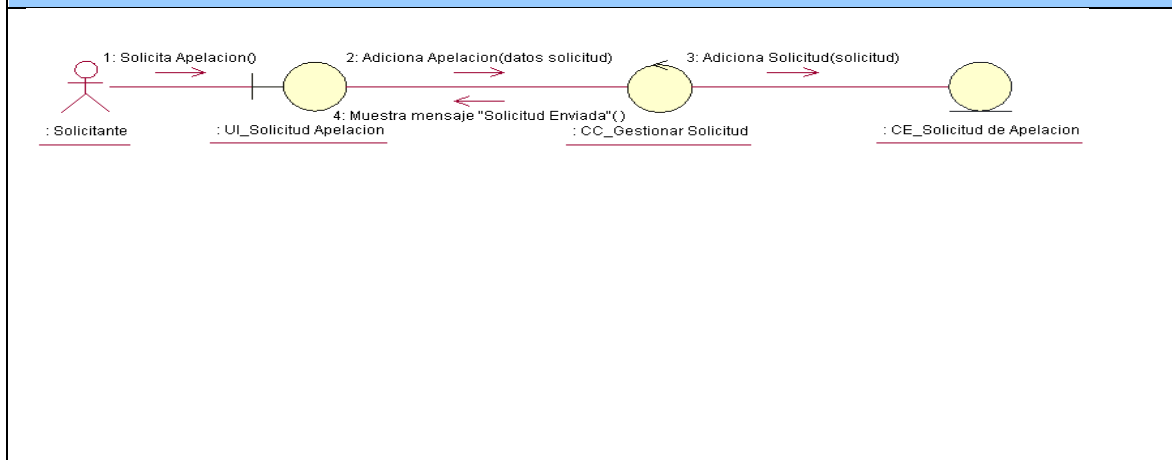 1: Solicita Apelacion()
2: Adiciona Apelacion(datos solicitud)
3: Adiciona Solicitud(solicitud)
4: Muestra mensaje "Solicitud Enviada"()
: Solicitante
: UI_Solicitud Apelacion
: CC_Gestionar Solicitud
: CE_Solicitud de Apelacion